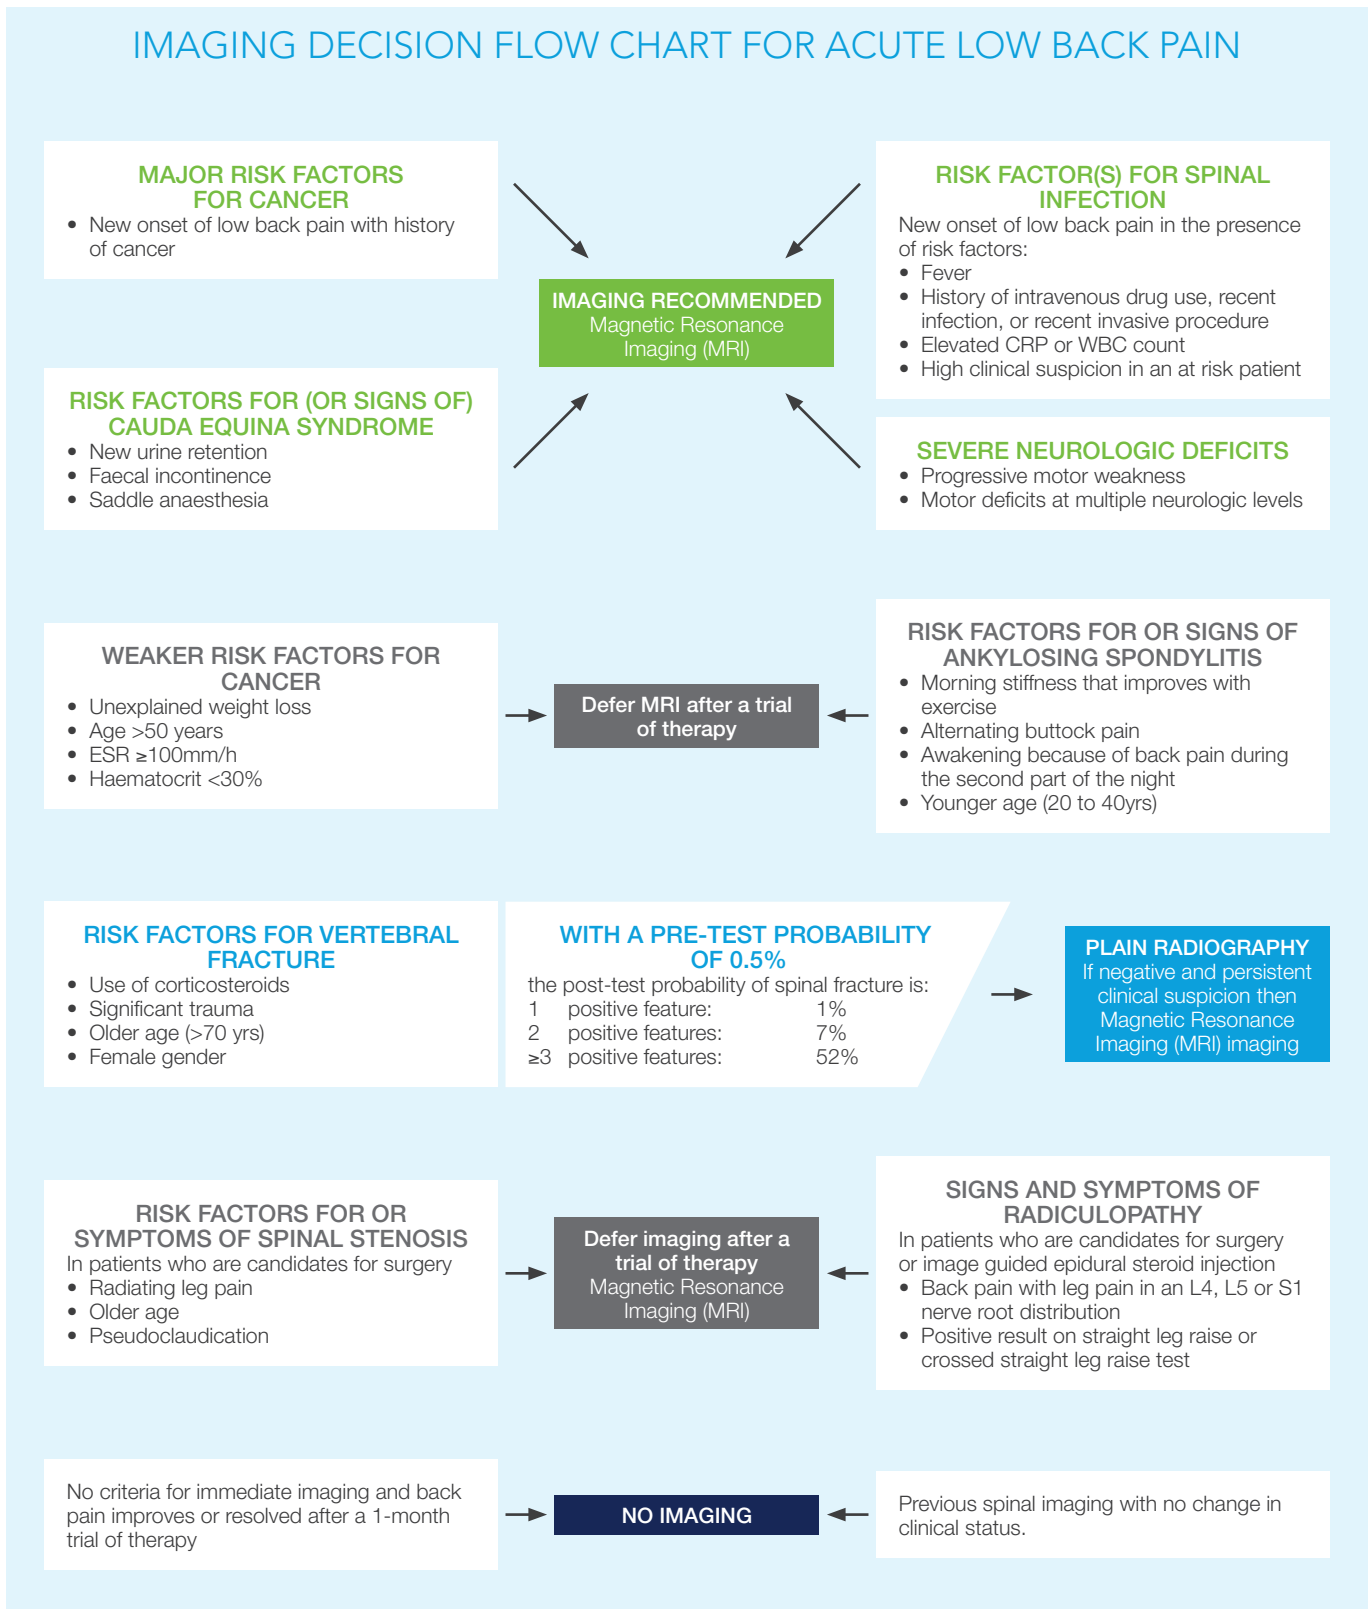 IMAGING DECISION FLOW CHART FOR ACUTE LOW BACK PAIN
MAJOR RISK FACTORS
FOR CANCER
• New onset of low back pain with history
of cancer
RISK FACTORS FOR (OR SIGNS OF)
CAUDA EQUINA SYNDROME
• New urine retention
• Faecal incontinence
• Saddle anaesthesia
IMAGING RECOMMENDED
Magnetic Resonance
Imaging (MRI)
RISK FACTOR(S) FOR SPINAL
INFECTION
New onset of low back pain in the presence
of risk factors:
• Fever
• History of intravenous drug use, recent
infection, or recent invasive procedure
• Elevated CRP or WBC count
• High clinical suspicion in an at risk patient
SEVERE NEUROLOGIC DEFICITS
• Progressive motor weakness
• Motor deficits at multiple neurologic levels
WEAKER RISK FACTORS FOR
CANCER
• Unexplained weight loss
• Age >50 years
• ESR ≥100mm/h
• Haematocrit <30%
Defer MRI after a trial
of therapy
RISK FACTORS FOR OR SIGNS OF
ANKYLOSING SPONDYLITIS
• Morning stiffness that improves with
exercise
• Alternating buttock pain
• Awakening because of back pain during
the second part of the night
• Younger age (20 to 40yrs)
RISK FACTORS FOR VERTEBRAL
FRACTURE
• Use of corticosteroids
• Significant trauma
• Older age (>70 yrs)
• Female gender
WITH A PRE-TEST PROBABILITY
OF 0.5%
the post-test probability of spinal fracture is:
1 positive feature: 1%
2 positive features: 7%
≥3 positive features: 52%
PLAIN RADIOGRAPHY
If negative and persistent
clinical suspicion then
Magnetic Resonance
Imaging (MRI) imaging
RISK FACTORS FOR OR
SYMPTOMS OF SPINAL STENOSIS
In patients who are candidates for surgery
• Radiating leg pain
• Older age
• Pseudoclaudication
Defer imaging after a
trial of therapy
Magnetic Resonance
Imaging (MRI)
SIGNS AND SYMPTOMS OF
RADICULOPATHY
In patients who are candidates for surgery
or image guided epidural steroid injection
• Back pain with leg pain in an L4, L5 or S1
nerve root distribution
• Positive result on straight leg raise or
crossed straight leg raise test
No criteria for immediate imaging and back
pain improves or resolved after a 1-month
trial of therapy
NO IMAGING
Previous spinal imaging with no change in
clinical status.